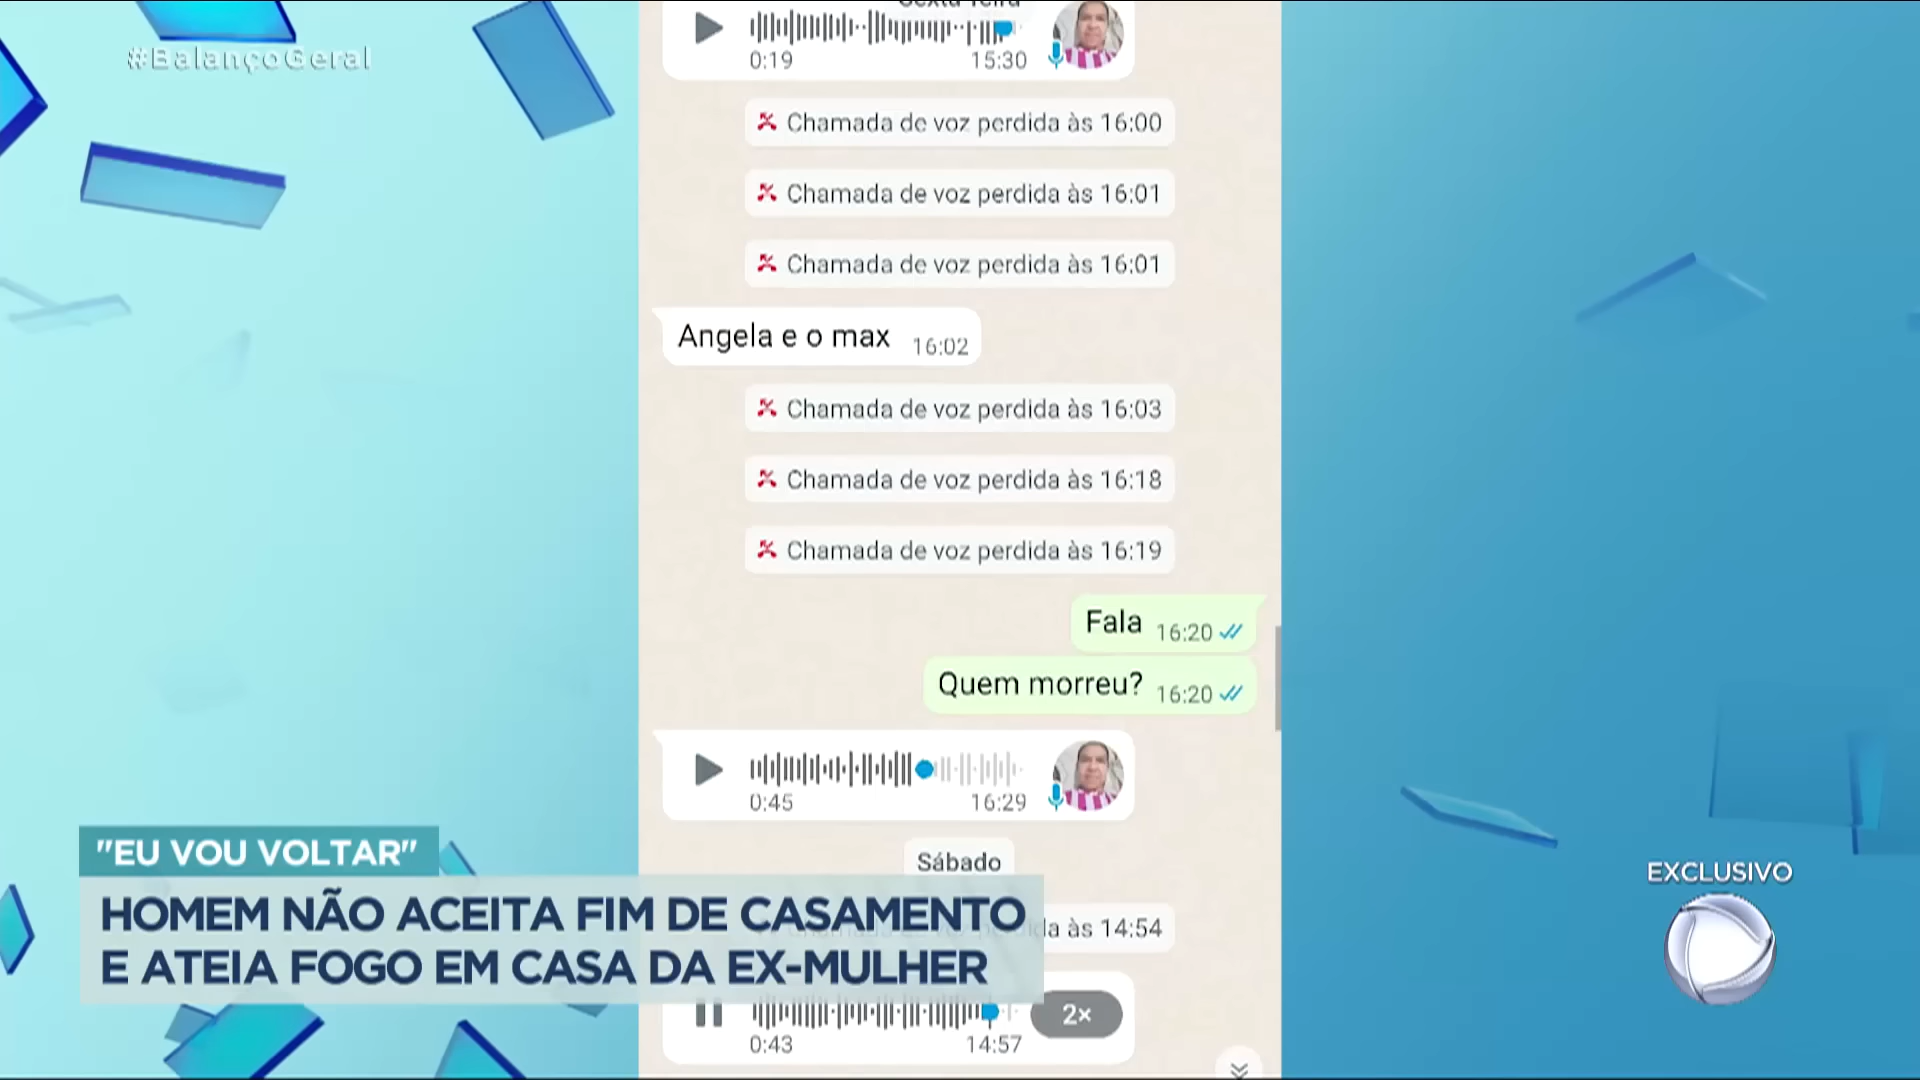 Sexta-feira
#BalançoGeral
0:19 15:30
Chamada de voz perdida às 16:00
Chamada de voz perdida às 16:01
Chamada de voz perdida às 16:01
Angela e o max 16:02
Chamada de voz perdida às 16:03
Chamada de voz perdida às 16:18
Chamada de voz perdida às 16:19
Fala 16:20
Quem morreu? 16:20
0:45 16:29
"EU VOU VOLTAR"
Sábado
HOMEM NÃO ACEITA FIM DE CASAMENTO
E ATEIA FOGO EM CASA DA EX-MULHER
às 14:54
EXCLUSIVO
2×
0:43 14:57